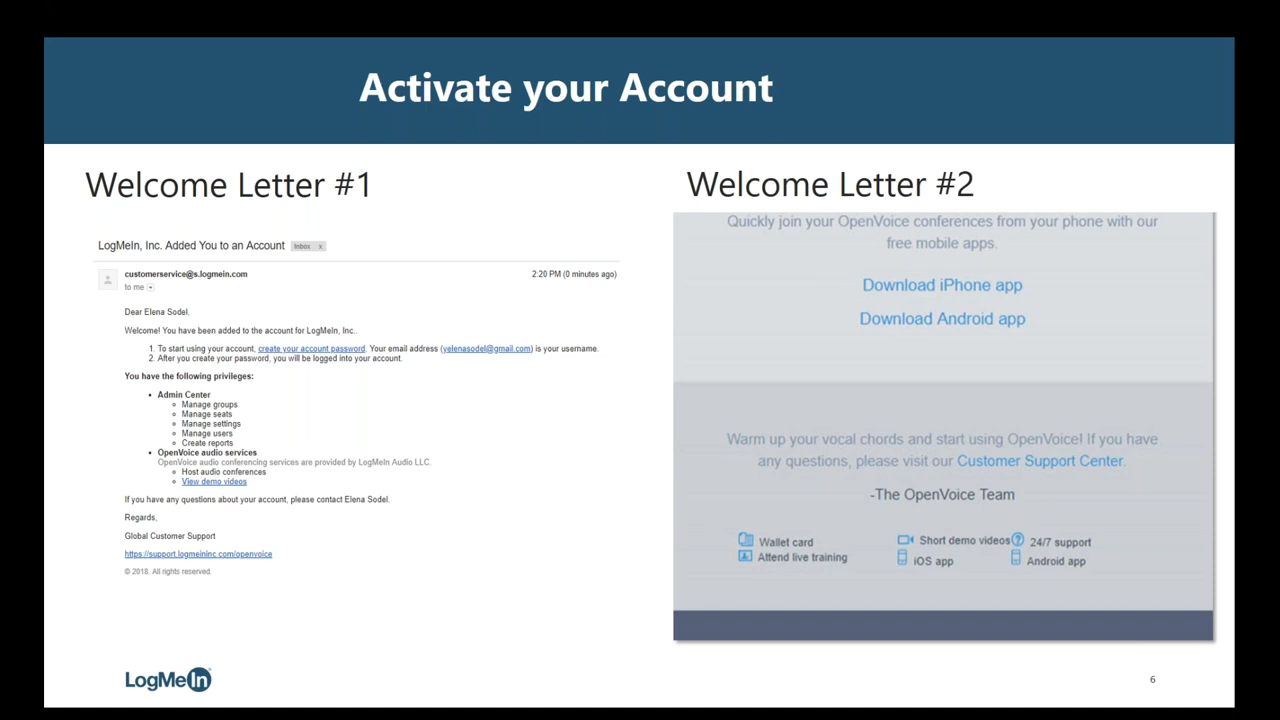 Activate your Account
Welcome Letter #1
LogMeIn, Inc. Added You to an Account
Inbox x
customerservice@s.logmein.com
2:20 PM (0 minutes ago)
to me
Dear Elena Sodel,
Welcome! You have been added to the account for LogMeIn, Inc..
1. To start using your account, create your account password. Your email address (yelenasodel@gmail.com) is your username.
2. After you create your password, you will be logged into your account.
You have the following privileges:
• Admin Center
Manage groups
Manage seats
Manage settings
Manage users
Create reports
• OpenVoice audio services
OpenVoice audio conferencing services are provided by LogMeIn Audio LLC.
Host audio conferences
View demo videos
If you have any questions about your account, please contact Elena Sodel.
Regards,
Global Customer Support
https://support.logmeininc.com/openvoice
© 2018. All rights reserved.
Welcome Letter #2
Quickly join your OpenVoice conferences from your phone with our
free mobile apps.
Download iPhone app
Download Android app
Warm up your vocal chords and start using OpenVoice! If you have
any questions, please visit our Customer Support Center.
-The OpenVoice Team
Wallet card
Short demo videos
24/7 support
Attend live training
iOS app
Android app
LogMeIn
6